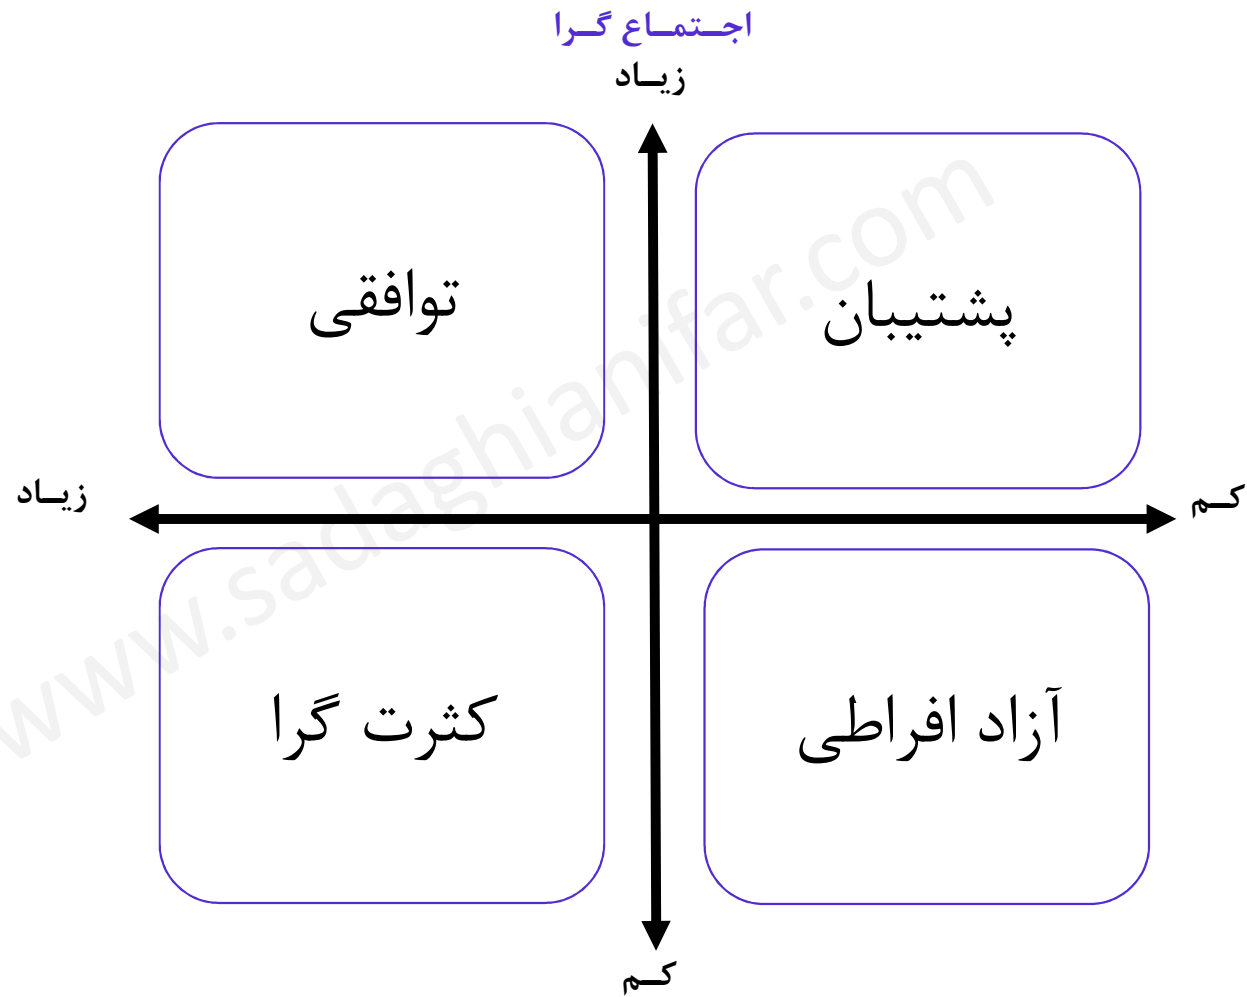 اجتماع گرا
زیاد
پشتیبان
توافقی
کم
زیاد
آزاد افراطی
کثرت گرا
کم
www.sadaghianifar.com